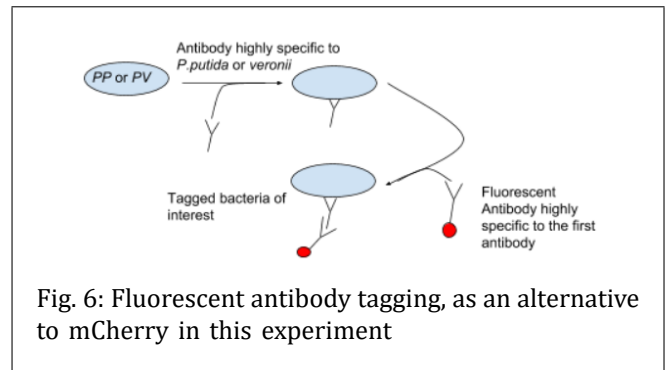 Antibody highly specific to
P.putida or veronii
PP or PV
Tagged bacteria of
interest
Fluorescent
Antibody highly
specific to the first
antibody
Fig. 6: Fluorescent antibody tagging, as an alternative
to mCherry in this experiment